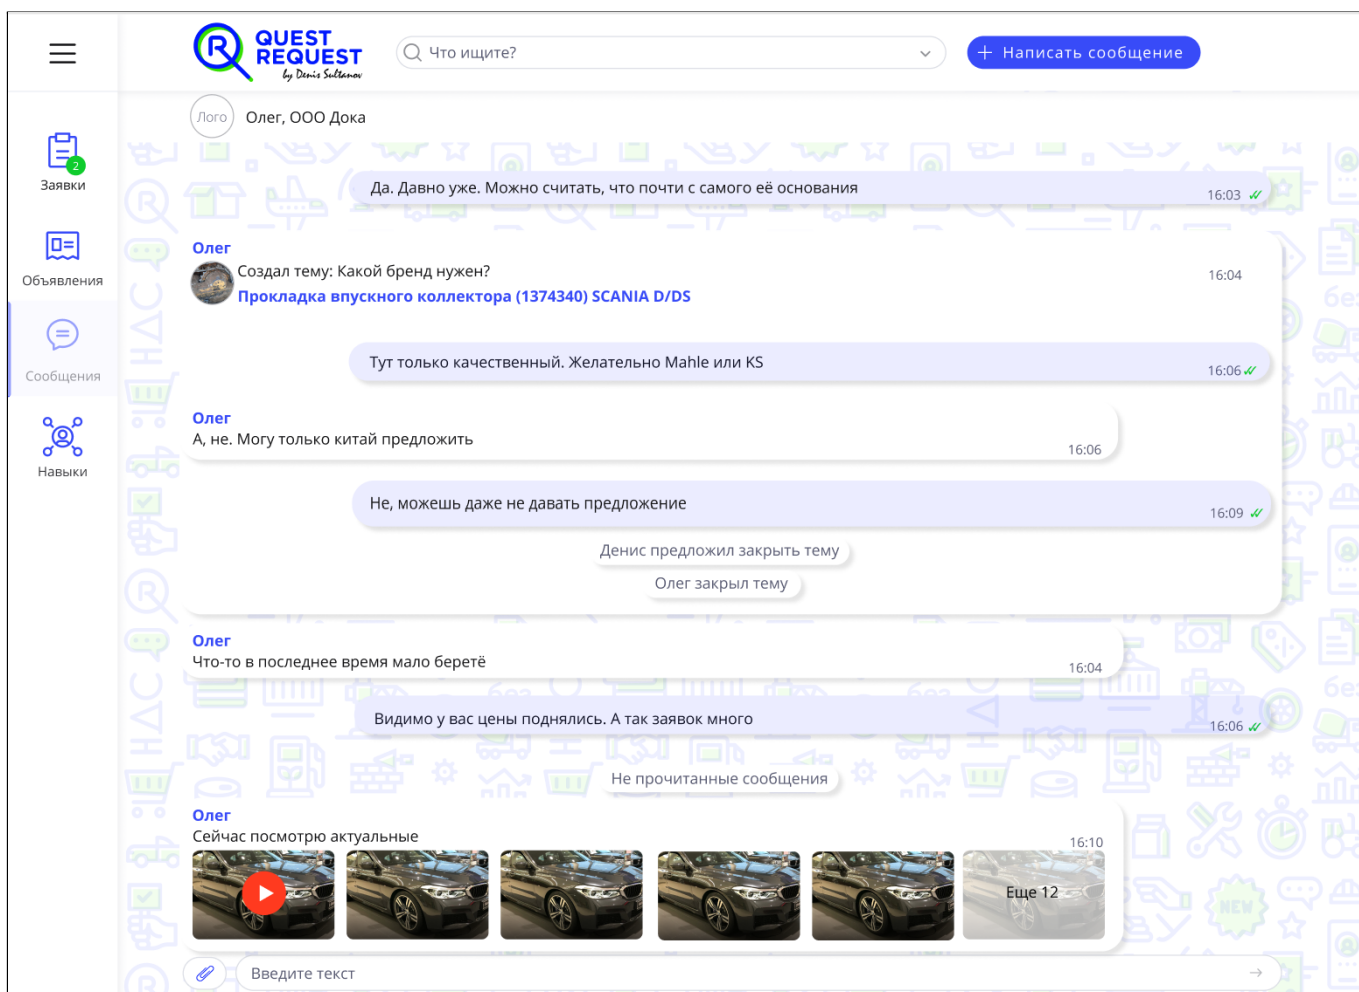 QUEST
REQUEST
by Denis Sultanov
Что ищите?
+ Написать сообщение
Лого
Олег, ООО Дока
2
Заявки
Объявления
Сообщения
Навыки
Да. Давно уже. Можно считать, что почти с самого её основания
16:03
Олег
Создал тему: Какой бренд нужен?
16:04
Прокладка впускного коллектора (1374340) SCANIA D/DS
Тут только качественный. Желательно Mahle или KS
16:06
Олег
А, не. Могу только китай предложить
16:06
Не, можешь даже не давать предложение
16:09
Денис предложил закрыть тему
Олег закрыл тему
Олег
Что-то в последнее время мало беретё
16:04
Видимо у вас цены поднялись. А так заявок много
16:06
Не прочитанные сообщения
Олег
Сейчас посмотрю актуальные
16:10
Еще 12
NEW
Введите текст